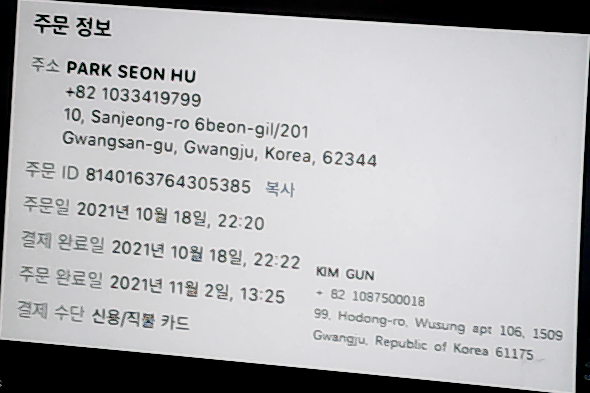 주문 정보
주소 PARK SEON HU
+82 1033419799
10, Sanjeong-ro 6beon-gil/201
Gwangsan-gu, Gwangju, Korea, 62344
주문 ID 8140163764305385 복사
주문일 2021년 10월 18일, 22:20
결제 완료일 2021년 10월 18일, 22:22
주문 완료일 2021년 11월 2일, 13:25
결제 수단 신용/직불 카드
KIM GUN
+ 82 1087500018
99, Hodong-ro, Wusung apt 106, 1509
Gwangju, Republic of Korea 61175